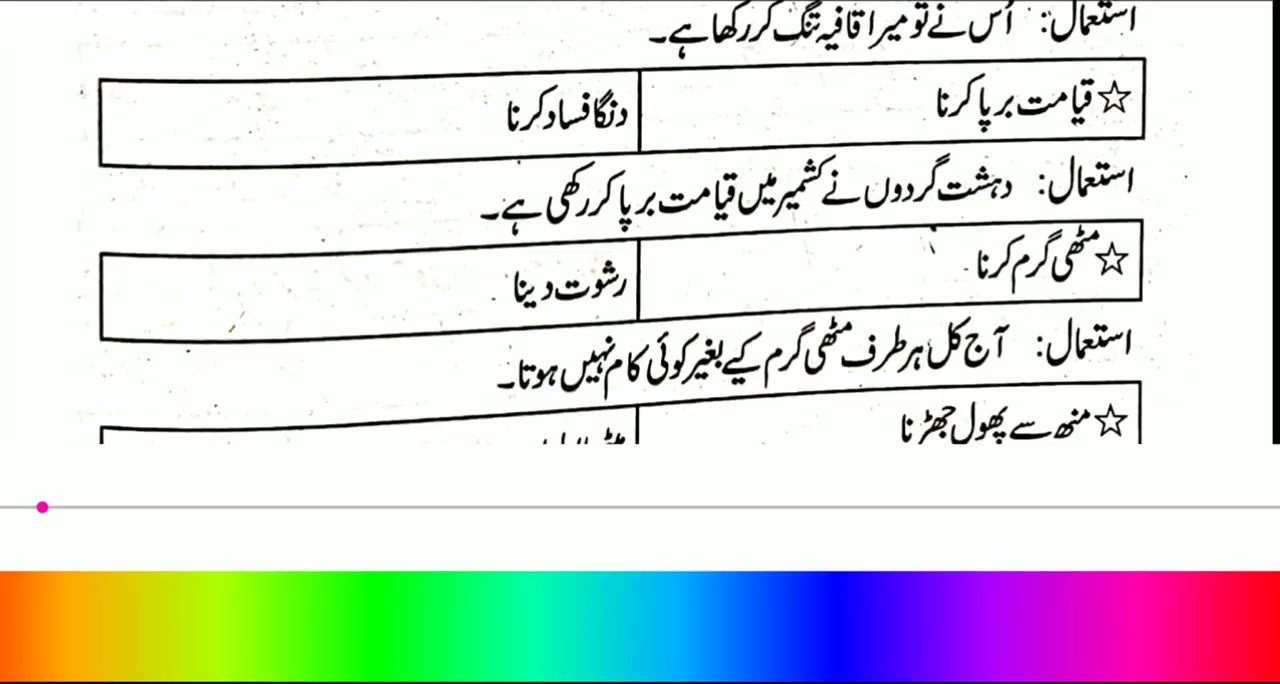 استعمال: اُس نے تو میرا قافیہ تنگ کر رکھا ہے۔
☆ قیامت برپا کرنا دنگا فساد کرنا
استعمال: دہشت گردوں نے کشمیر میں قیامت برپا کر رکھی ہے۔
☆ مٹھی گرم کرنا رشوت دینا
استعمال: آج کل ہر طرف مٹھی گرم کیے بغیر کوئی کام نہیں ہوتا۔
☆ منھ سے پھول جھڑنا